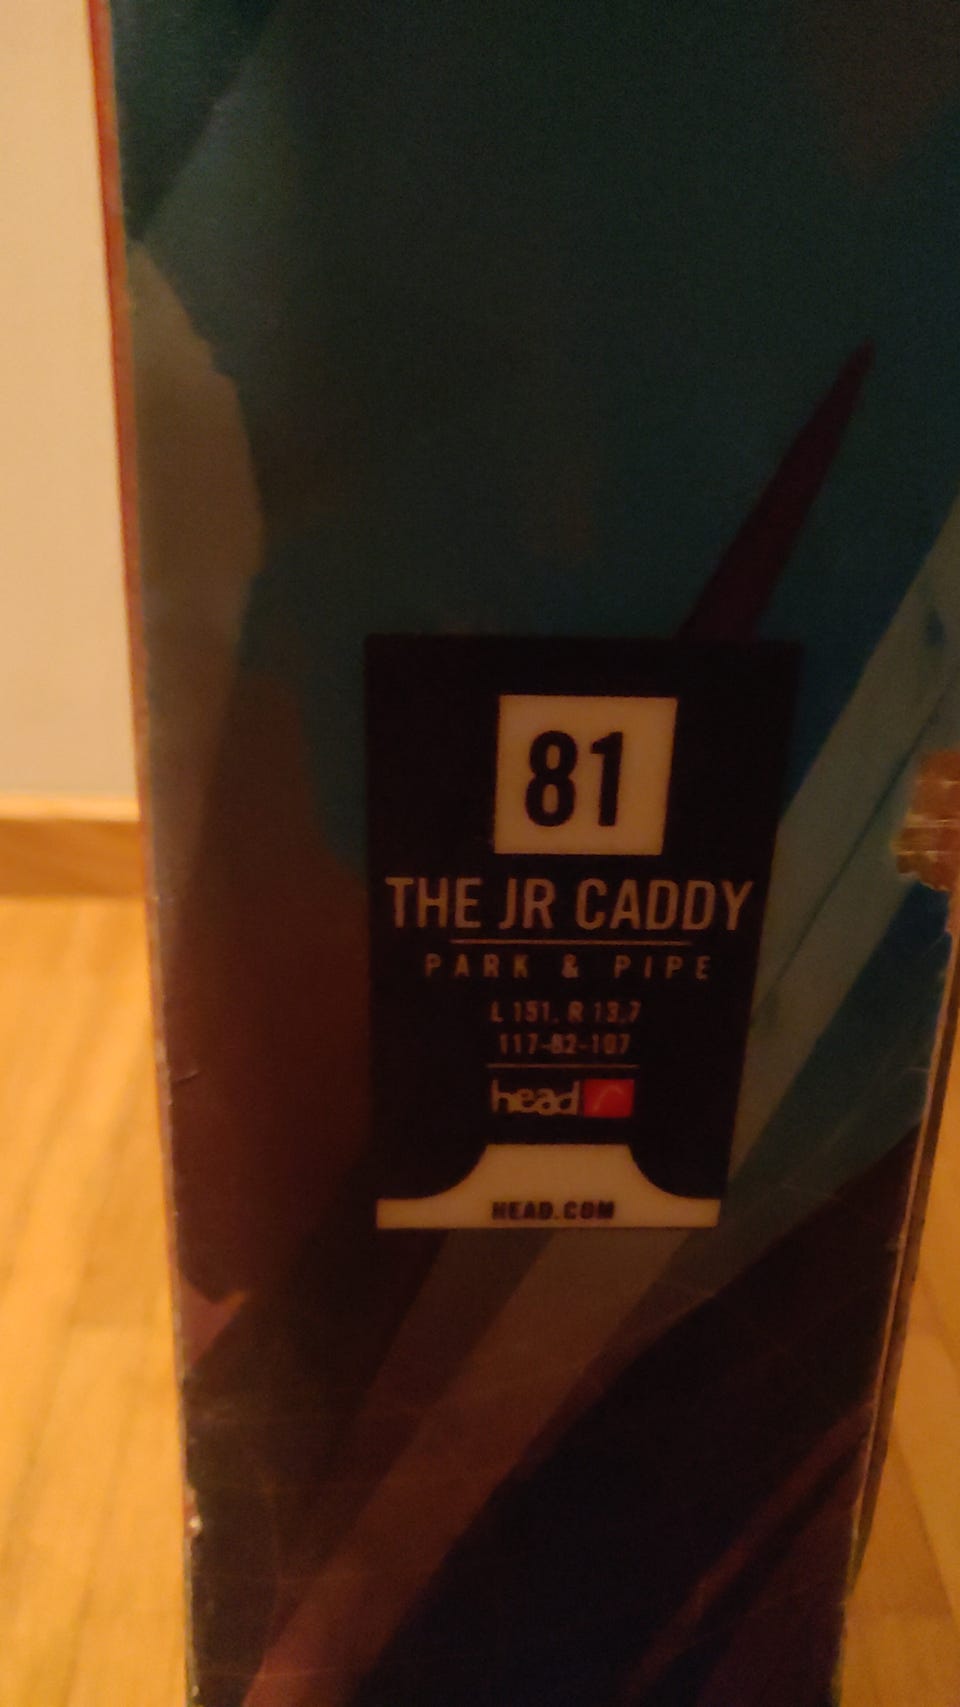 81
THE JR CADDY
PARK & PIPE
L 151, R 13.7
117-82-107
head
HEAD.COM